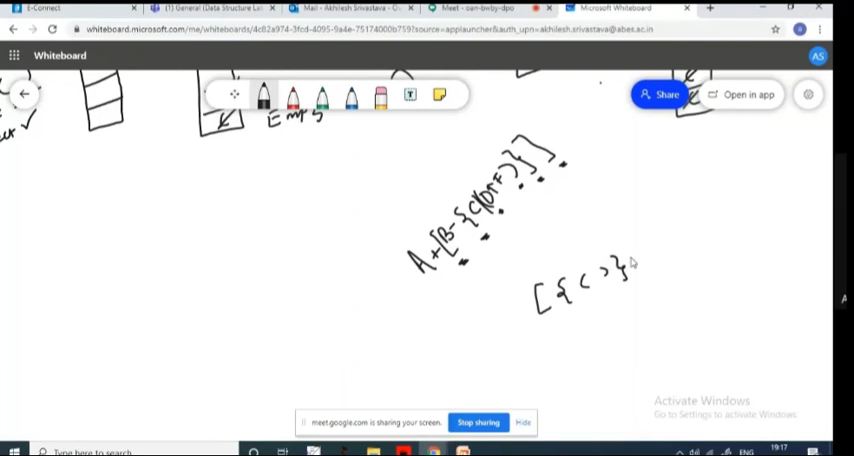 E-Connect
(1) General (Data Structure Lab
Mail - Akhilesh Srivastava - O
Meet - oan-bwby-dpo
Microsoft Whiteboard
whiteboard.microsoft.com/me/whiteboards/4c82a974-3fcd-4095-9a4e-75174000b759?source=applauncher&auth_upn=akhilesh.srivastava@abes.ac.in
Whiteboard
AS
T
Share
Open in app
[ { ( ) }
Activate Windows
Go to Settings to activate Windows.
meet.google.com is sharing your screen.
Stop sharing
Hide
Type here to search
ENG
19:17